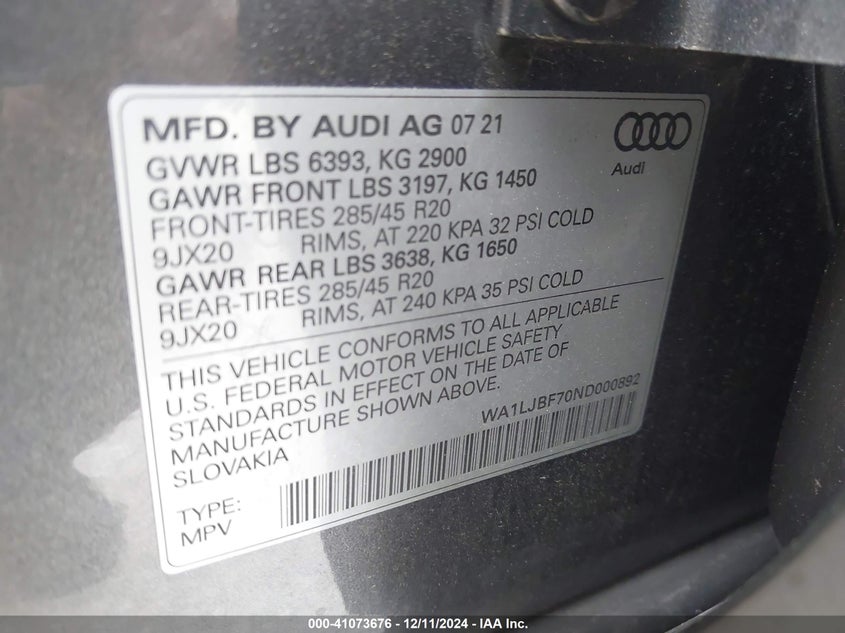 MFD. BY AUDI AG 07 21
Audi
GVWR LBS 6393, KG 2900
GAWR FRONT LBS 3197, KG 1450
FRONT-TIRES 285/45 R20
9JX20 RIMS, AT 220 KPA 32 PSI COLD
GAWR REAR LBS 3638, KG 1650
REAR-TIRES 285/45 R20
9JX20 RIMS, AT 240 KPA 35 PSI COLD
THIS VEHICLE CONFORMS TO ALL APPLICABLE
U.S. FEDERAL MOTOR VEHICLE SAFETY
STANDARDS IN EFFECT ON THE DATE OF
MANUFACTURE SHOWN ABOVE.
SLOVAKIA
WA1LJBF70ND000892
TYPE:
MPV
000-41073676 - 12/11/2024 - WWW.IAAI.COM